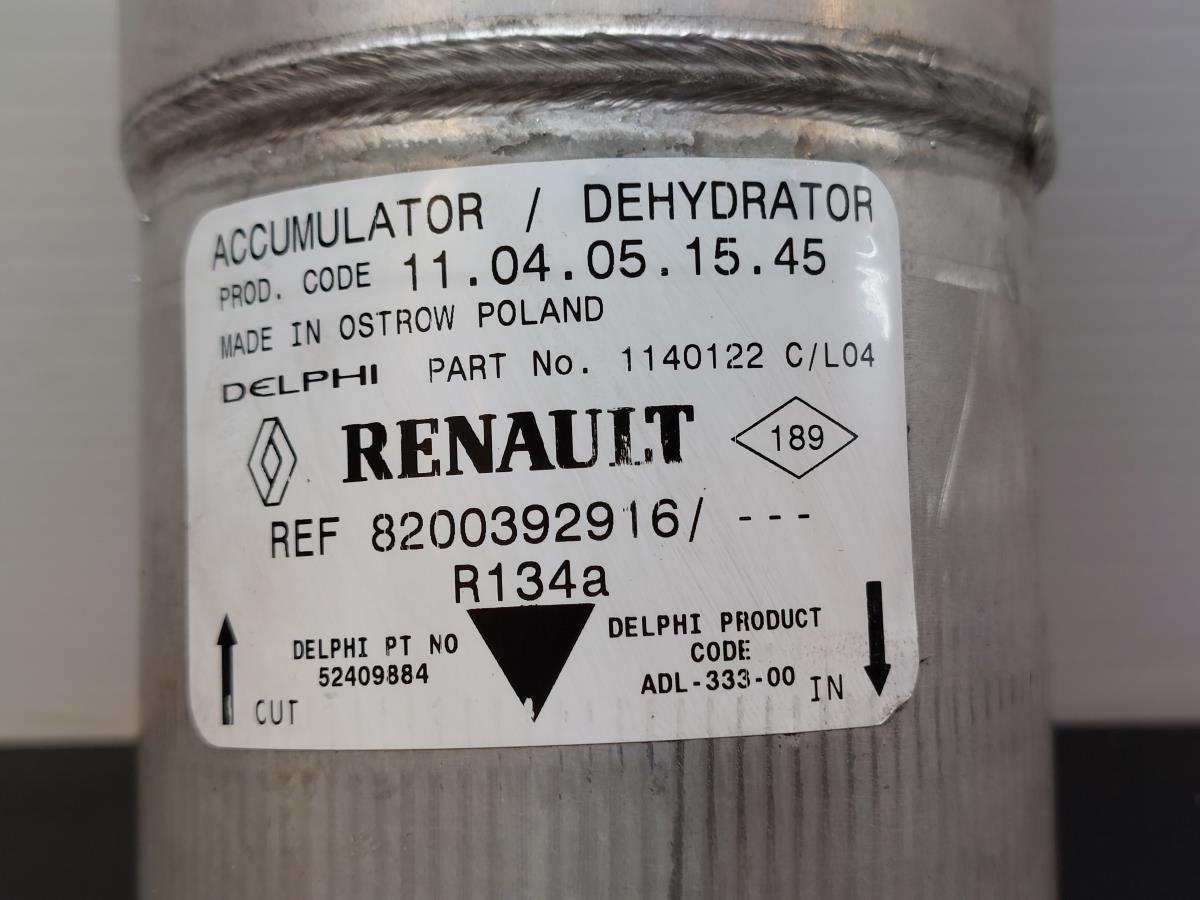 ACCUMULATOR / DEHYDRATOR
PROD. CODE 11.04.05.15.45
MADE IN OSTROW POLAND
DELPHI PART No. 1140122 C/L04
RENAULT 189
REF 8200392916/ ---
R134a
DELPHI PT NO
52409884
DELPHI PRODUCT
CODE
ADL-333-00
OUT
IN